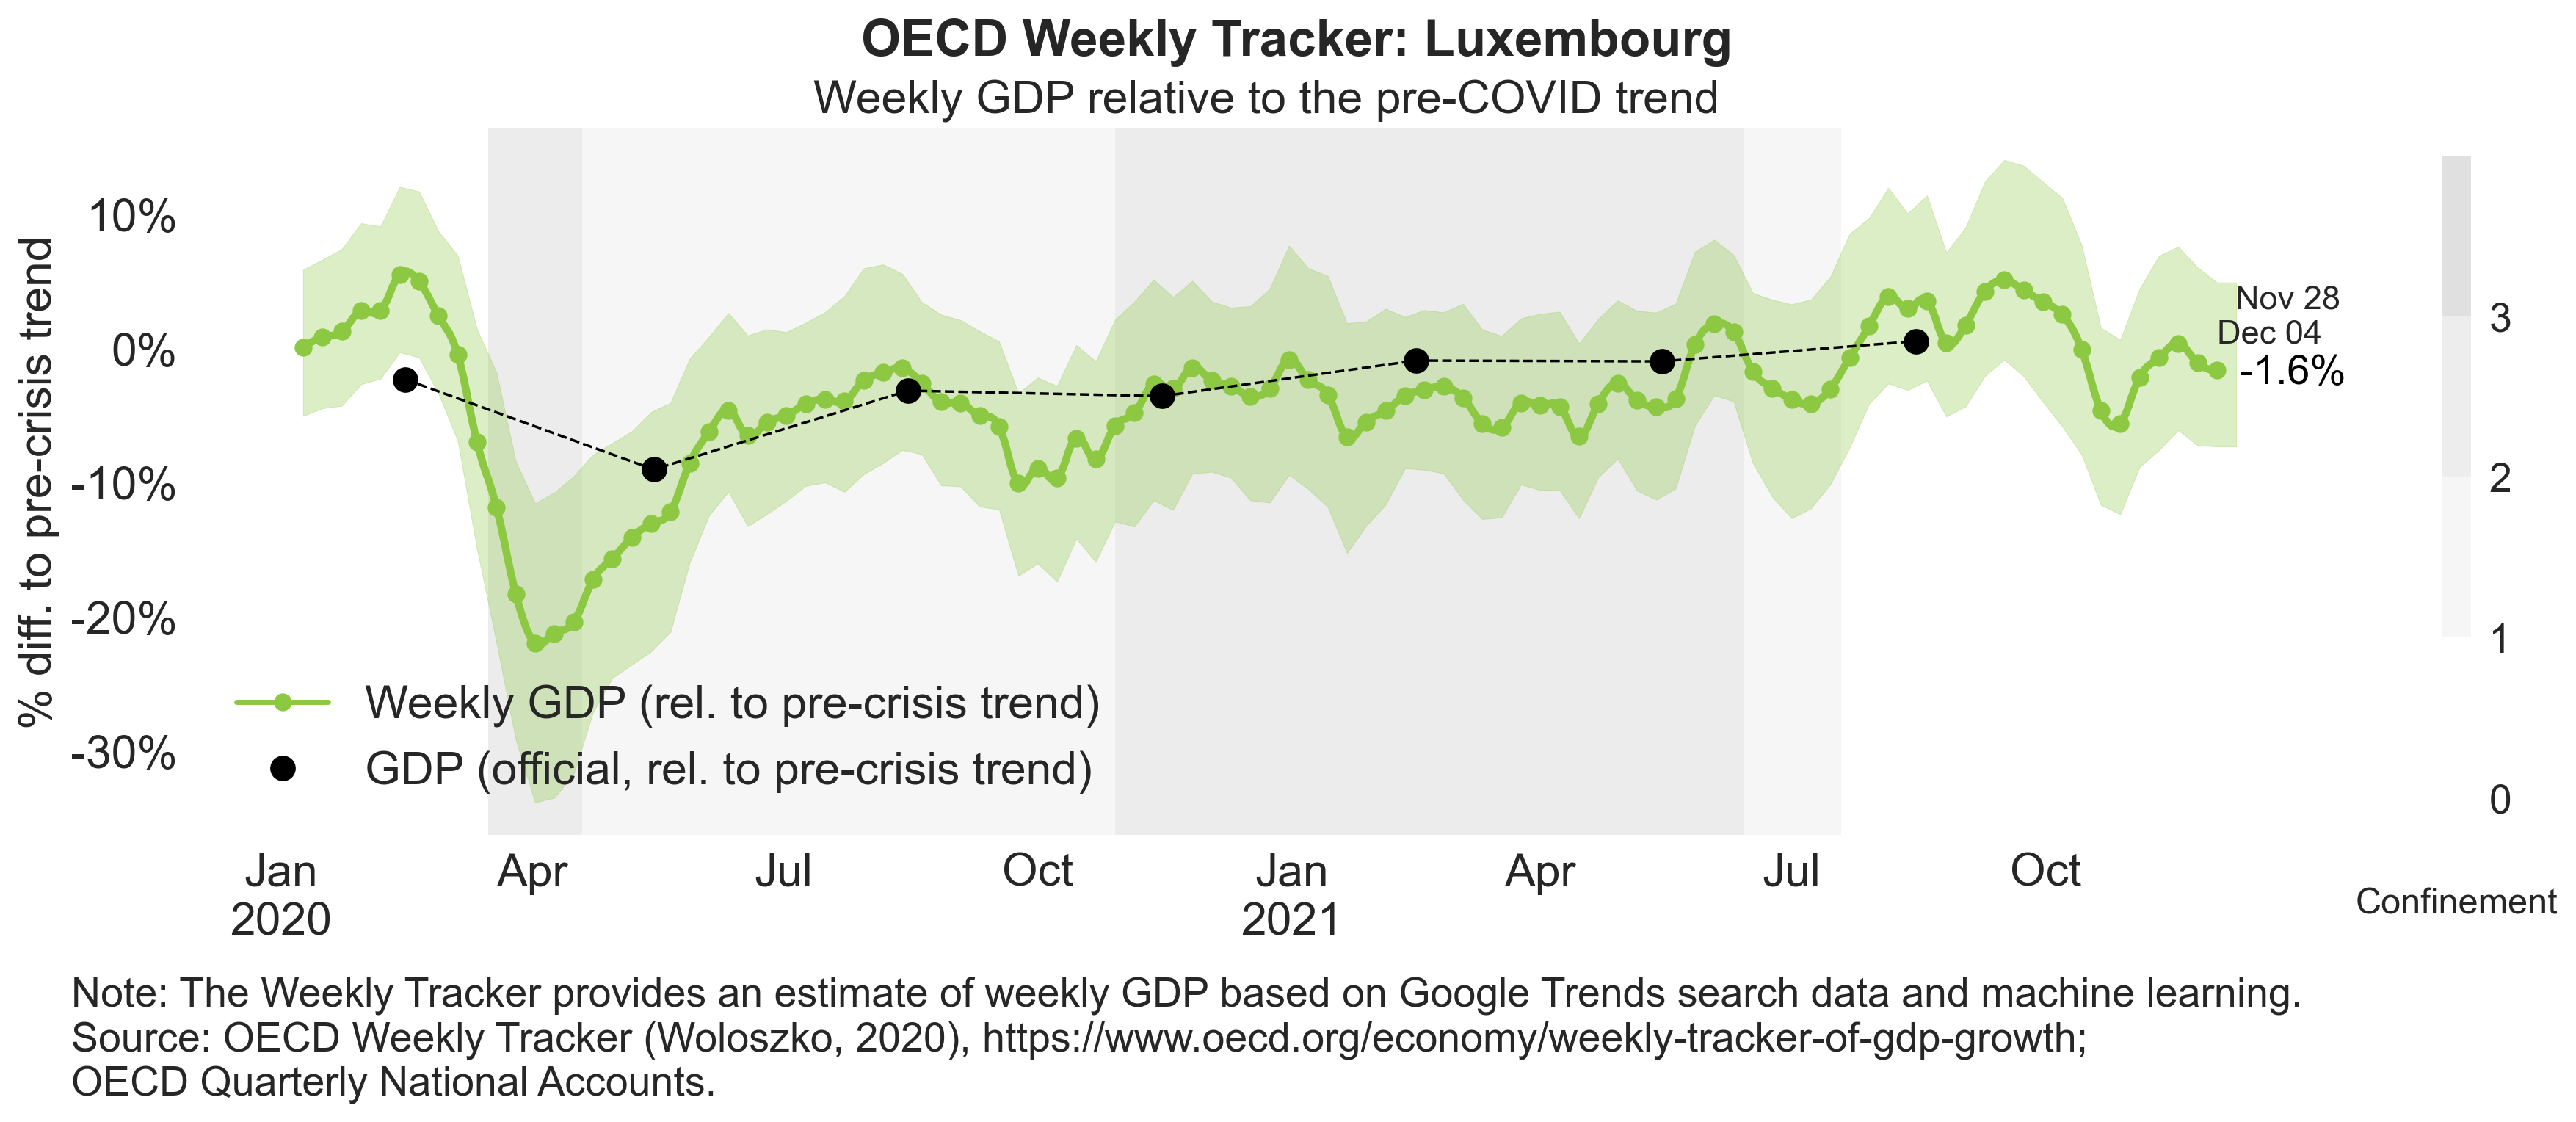 OECD Weekly Tracker: Luxembourg
Weekly GDP relative to the pre-COVID trend
% diff. to pre-crisis trend
10%
0%
-10%
-20%
-30%
Nov 28
Dec 04
-1.6%
Weekly GDP (rel. to pre-crisis trend)
GDP (official, rel. to pre-crisis trend)
3
2
1
0
Confinement
Jan Apr Jul Oct Jan Apr Jul Oct
2020 2021
Note: The Weekly Tracker provides an estimate of weekly GDP based on Google Trends search data and machine learning.
Source: OECD Weekly Tracker (Woloszko, 2020), https://www.oecd.org/economy/weekly-tracker-of-gdp-growth;
OECD Quarterly National Accounts.